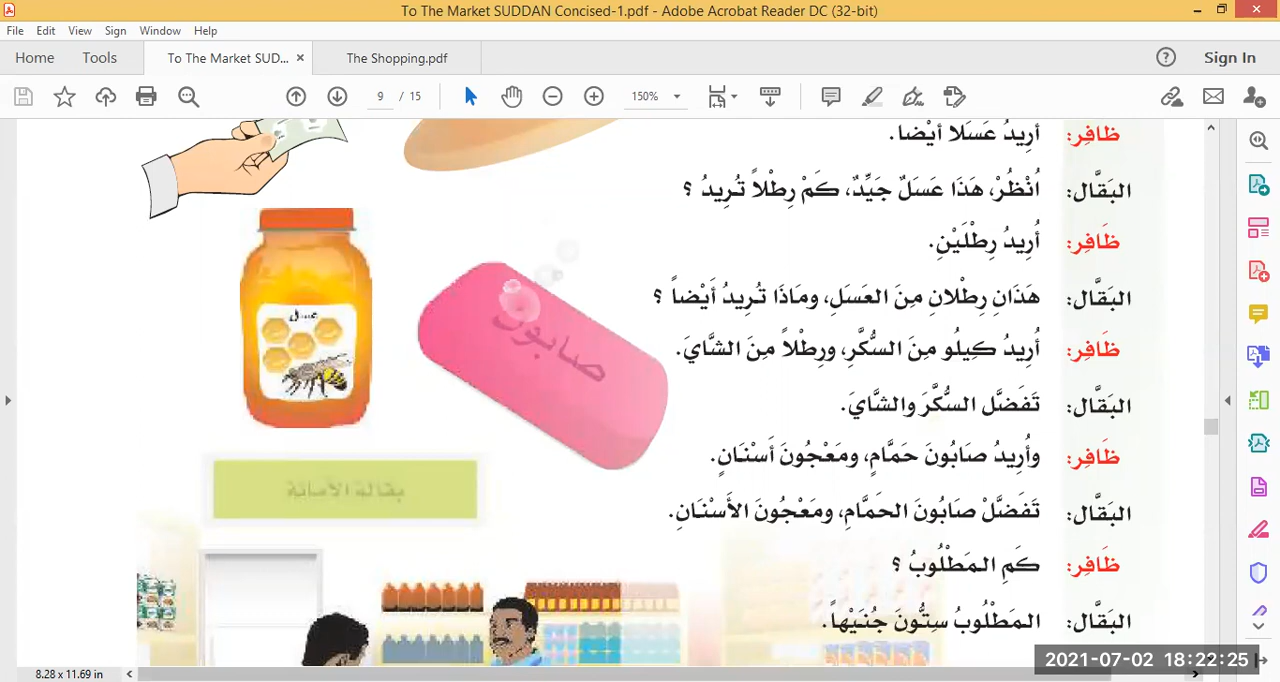 To The Market SUDDAN Concised-1.pdf - Adobe Acrobat Reader DC (32-bit)
File Edit View Sign Window Help
Home Tools To The Market SUD... × The Shopping.pdf Sign In
9 / 15 150%
ظَافِر: أُرِيدُ عَسَلاً أَيْضاً.
البَقَّال: اُنْظُرْ، هَذَا عَسَلٌ جَيِّدٌ، كَمْ رِطْلاً تُرِيدُ ؟
ظَافِر: أُرِيدُ رِطْلَيْنِ.
البَقَّال: هَذَانِ رِطْلانِ مِنَ العَسَلِ، ومَاذَا تُرِيدُ أَيْضاً ؟
ظَافِر: أُرِيدُ كِيلُو مِنَ السُّكَّرِ، ورِطْلاً مِنَ الشَّايَ.
البَقَّال: تَفَضَّل السُّكَّرَ والشَّايَ.
ظَافِر: وأُرِيدُ صَابُونَ حَمَّامٍ، ومَعْجُونَ أَسْنَانٍ.
البَقَّال: تَفَضَّلْ صَابُونَ الحَمَّامِ، ومَعْجُونَ الأَسْنَانِ.
ظَافِر: كَمِ المَطْلُوبُ ؟
البَقَّال: المَطْلُوبُ سِتُّونَ جُنَيْهاً.
عسل
صابون
بقالة الأمانة
8.28 x 11.69 in
2021-07-02 18:22:25